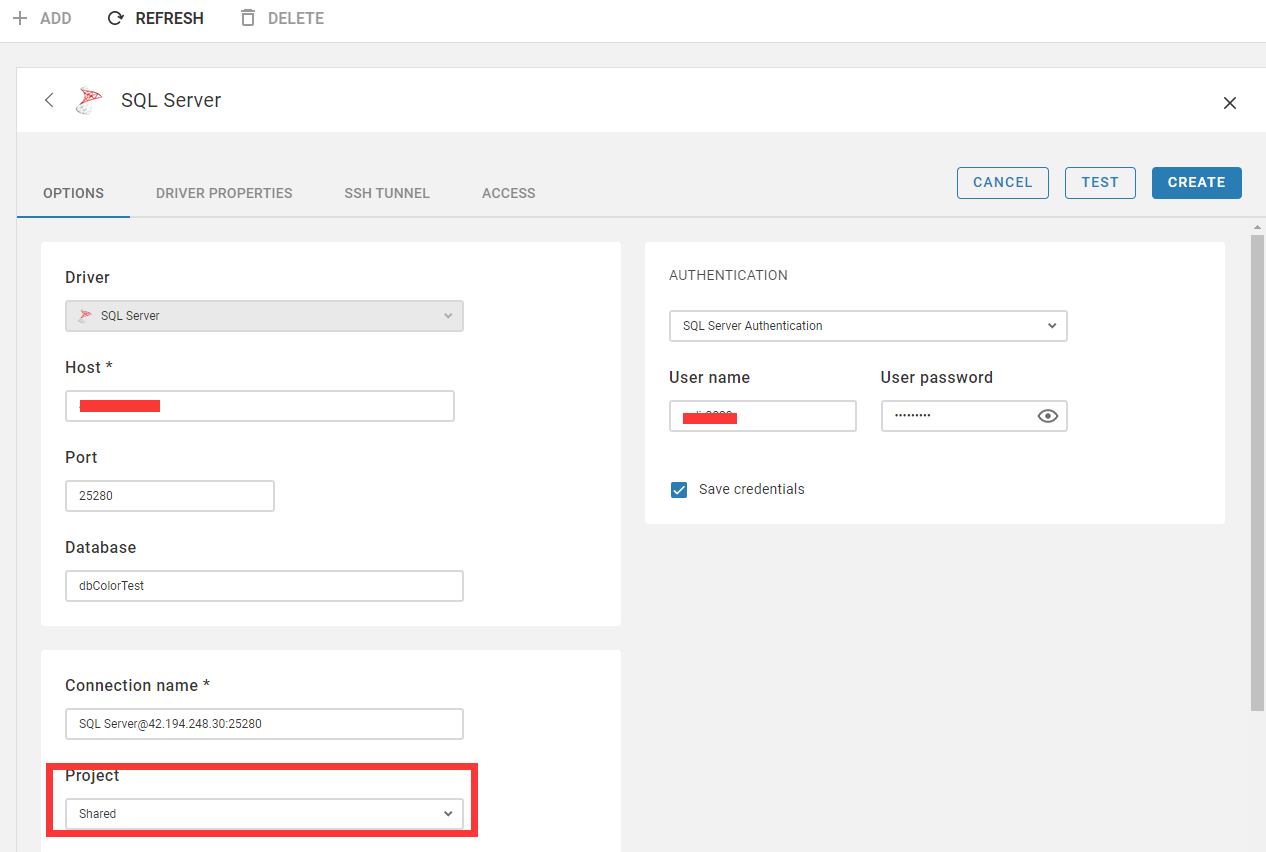 ADD REFRESH DELETE
SQL Server
OPTIONS DRIVER PROPERTIES SSH TUNNEL ACCESS CANCEL TEST CREATE
Driver
SQL Server
Host *
Port
25280
Database
dbColorTest
Connection name *
SQL Server@42.194.248.30:25280
Project
Shared
AUTHENTICATION
SQL Server Authentication
User name User password
•••••••••
Save credentials